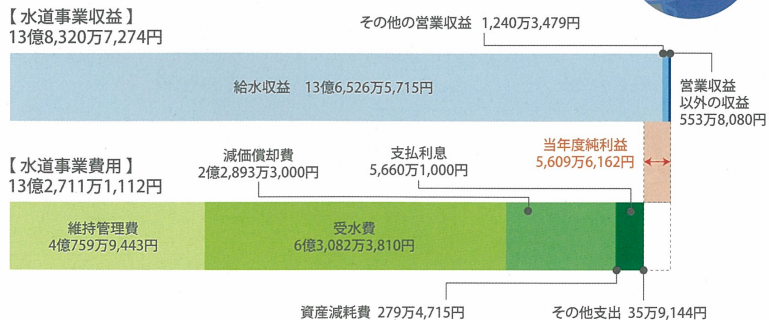 【 水道事業収益 】
13億8,320万7,274円
その他の営業収益 1,240万3,479円
給水収益 13億6,526万5,715円
営業収益
以外の収益
553万8,080円
【 水道事業費用 】
13億2,711万1,112円
減価償却費
2億2,893万3,000円
支払利息
5,660万1,000円
当年度純利益
5,609万6,162円
維持管理費
4億759万9,443円
受水費
6億3,082万3,810円
資産減耗費 279万4,715円
その他支出 35万9,144円